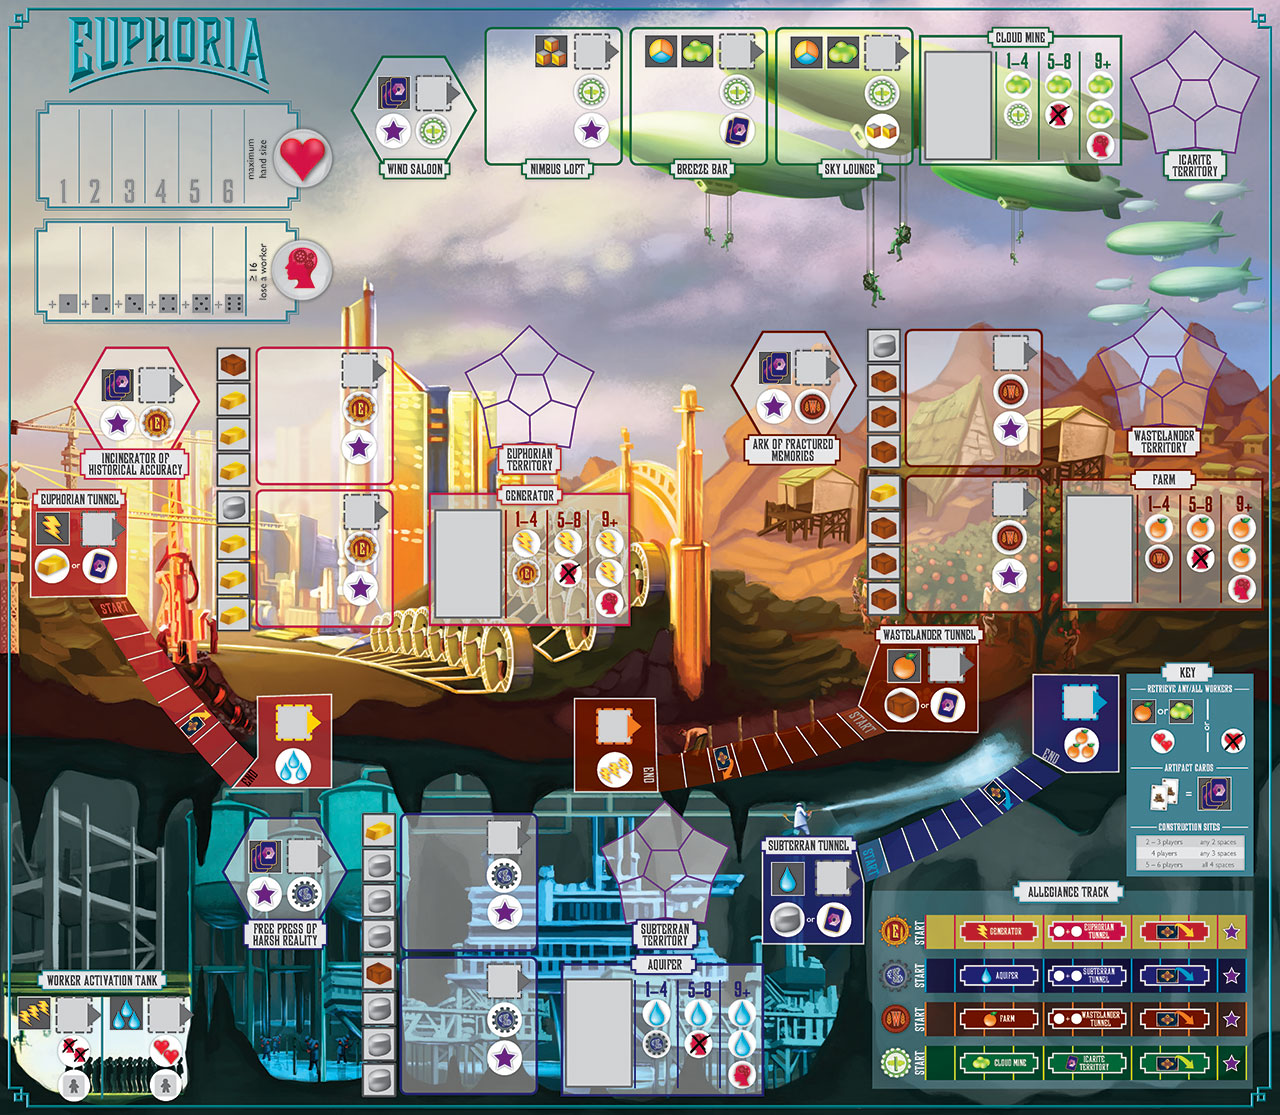 EUPHORIA
1 2 3 4 5 6
maximum
hand size
≥ 16
lose a worker
WIND SALOON
NIMBUS LOFT
BREEZE BAR
SKY LOUNGE
CLOUD MINE
1-4 5-8 9+
ICARITE
TERRITORY
INCINERATOR OF
HISTORICAL ACCURACY
E
E
E
EUPHORIAN
TERRITORY
ARK OF FRACTURED
MEMORIES
W
W
W
WASTELANDER
TERRITORY
EUPHORIAN TUNNEL
or
START
END
GENERATOR
1-4 5-8 9+
E
FARM
1-4 5-8 9+
W
WASTELANDER TUNNEL
or
START
END
FREE PRESS OF
HARSH REALITY
S
S
S
SUBTERRAN
TERRITORY
AQUIFER
1-4 5-8 9+
S
SUBTERRAN TUNNEL
or
START
END
WORKER ACTIVATION TANK
KEY
RETRIEVE ANY/ALL WORKERS
or
or
ARTIFACT CARDS
=
CONSTRUCTION SITES
2 – 3 players any 2 spaces
4 players any 3 spaces
5 – 6 players all 4 spaces
ALLEGIANCE TRACK
E START GENERATOR EUPHORIAN
TUNNEL
S START AQUIFER SUBTERRAN
TUNNEL
W START FARM WASTELANDER
TUNNEL
START CLOUD MINE ICARITE
TERRITORY